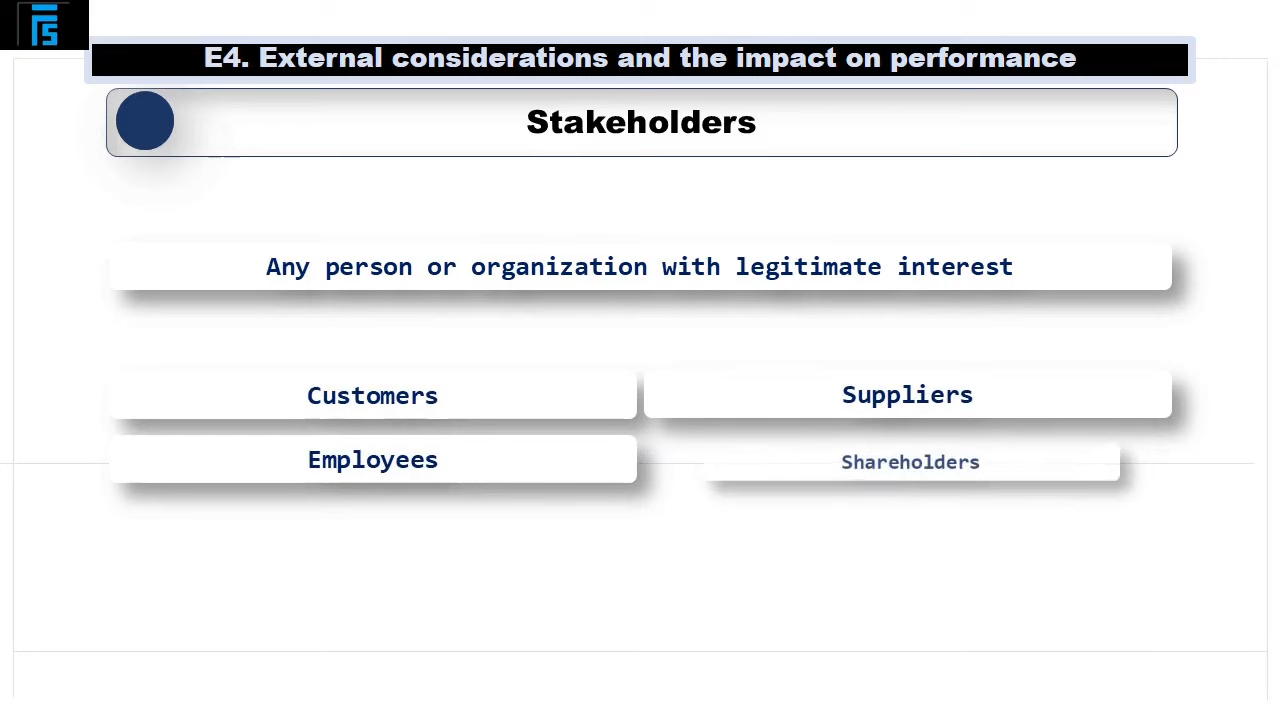 E4. External considerations and the impact on performance
Stakeholders
Any person or organization with legitimate interest
Customers
Suppliers
Employees
Shareholders